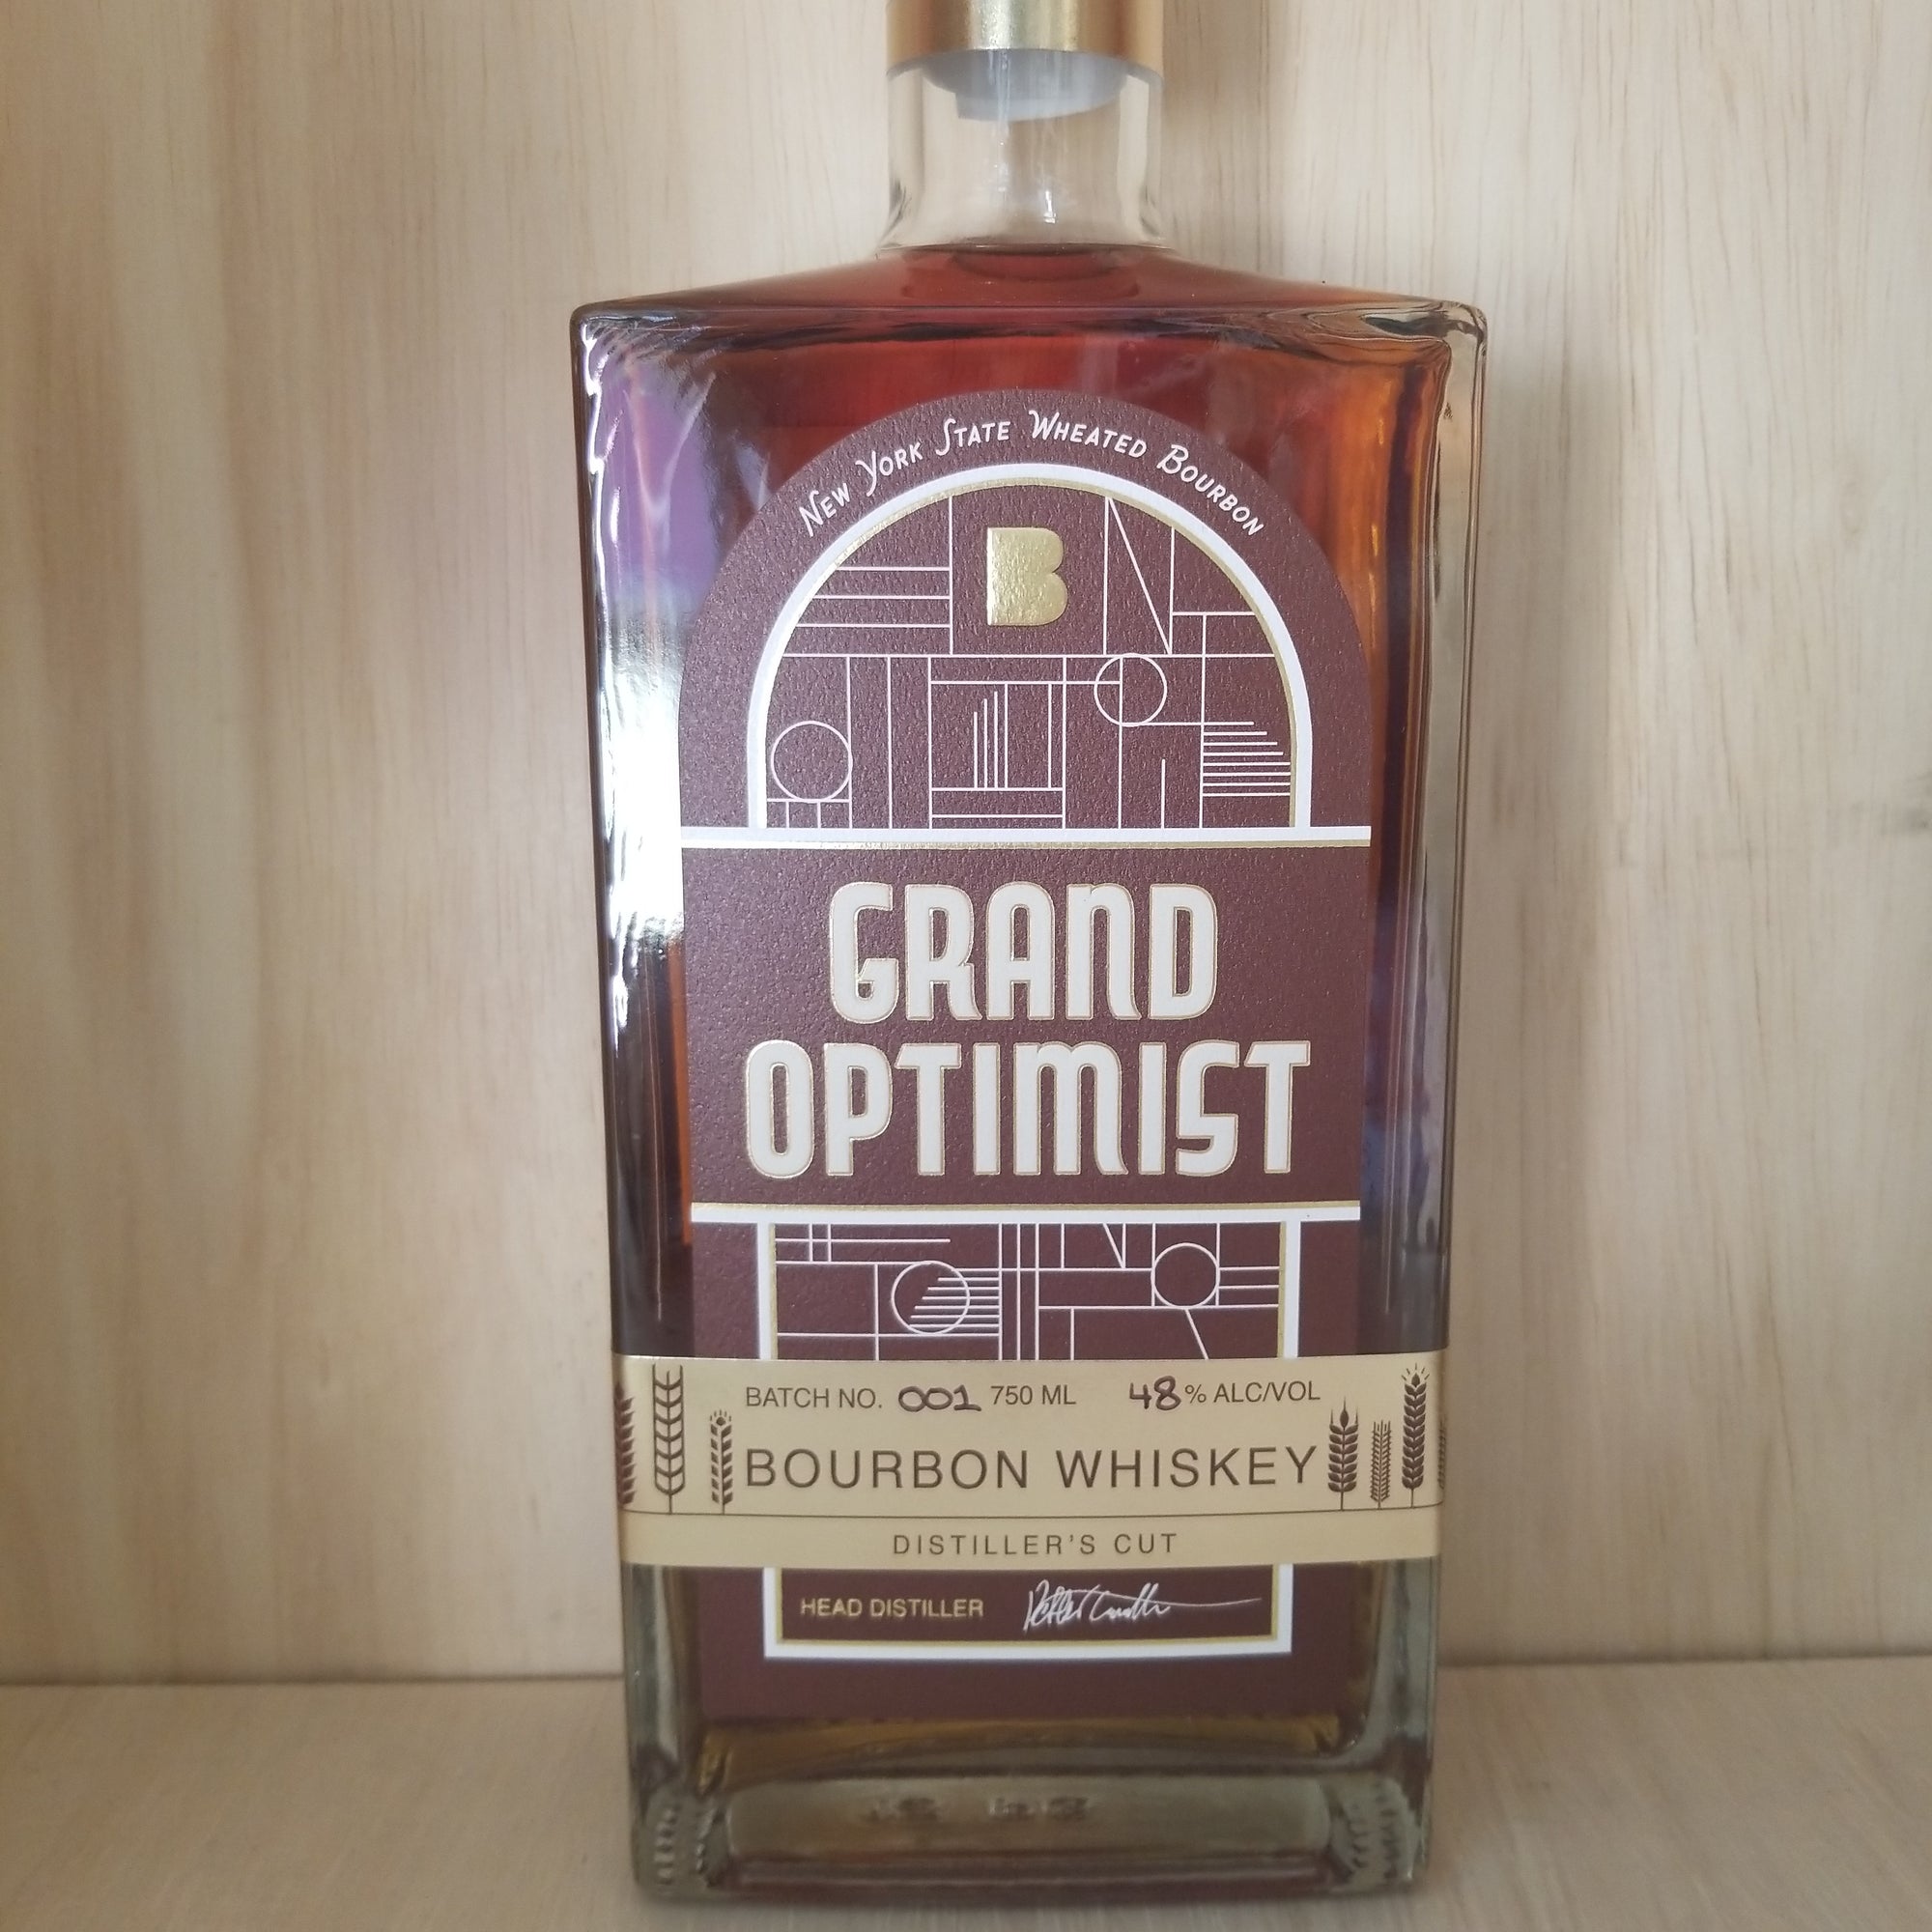 New York State Wheated Bourbon
B
GRAND
OPTIMIST
BATCH NO. 001 750 ML 48% ALC/VOL
BOURBON WHISKEY
DISTILLER'S CUT
HEAD DISTILLER